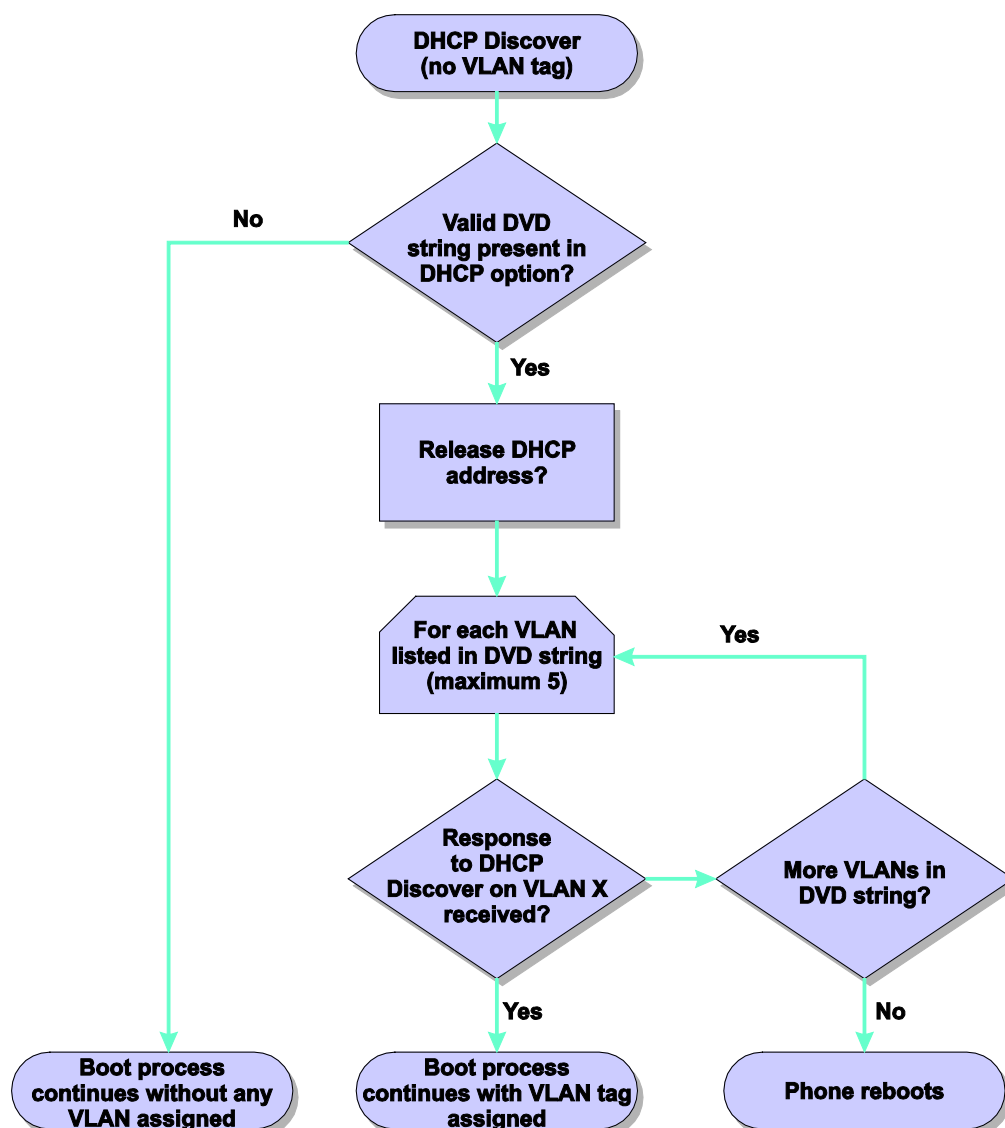 DHCP Discover
(no VLAN tag)
No
Valid DVD
string present in
DHCP option?
Yes
Release DHCP
address?
For each VLAN
listed in DVD string
(maximum 5)
Yes
Response
to DHCP
Discover on VLAN X
received?
More VLANs in
DVD string?
Yes
No
Boot process
continues without any
VLAN assigned
Boot process
continues with VLAN tag
assigned
Phone reboots